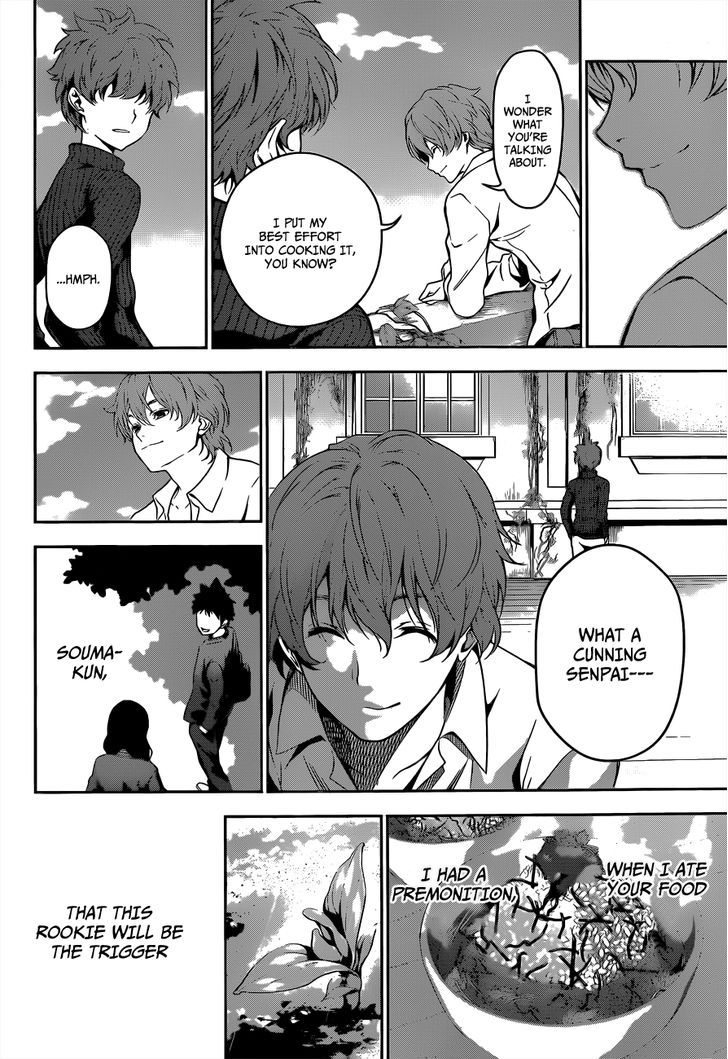 I
WONDER
WHAT
YOU'RE
TALKING
ABOUT.
I PUT MY
BEST EFFORT
INTO COOKING IT,
YOU KNOW?
...HMPH.
WHAT A
CUNNING
SENPAI---
SOUMA-
KUN,
WHEN I ATE
YOUR FOOD
I HAD A
PREMONITION,
THAT THIS
ROOKIE WILL BE
THE TRIGGER